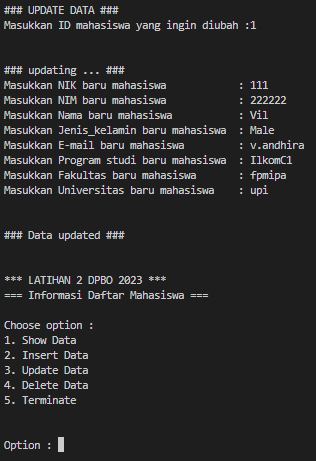 ### UPDATE DATA ###
Masukkan ID mahasiswa yang ingin diubah :1
### updating ... ###
Masukkan NIK baru mahasiswa : 111
Masukkan NIM baru mahasiswa : 222222
Masukkan Nama baru mahasiswa : Vil
Masukkan Jenis_kelamin baru mahasiswa : Male
Masukkan E-mail baru mahasiswa : v.andhira
Masukkan Program studi baru mahasiswa : IlkomC1
Masukkan Fakultas baru mahasiswa : fpmipa
Masukkan Universitas baru mahasiswa : upi
### Data updated ###
*** LATIHAN 2 DPBO 2023 ***
=== Informasi Daftar Mahasiswa ===
Choose option :
1. Show Data
2. Insert Data
3. Update Data
4. Delete Data
5. Terminate
Option :